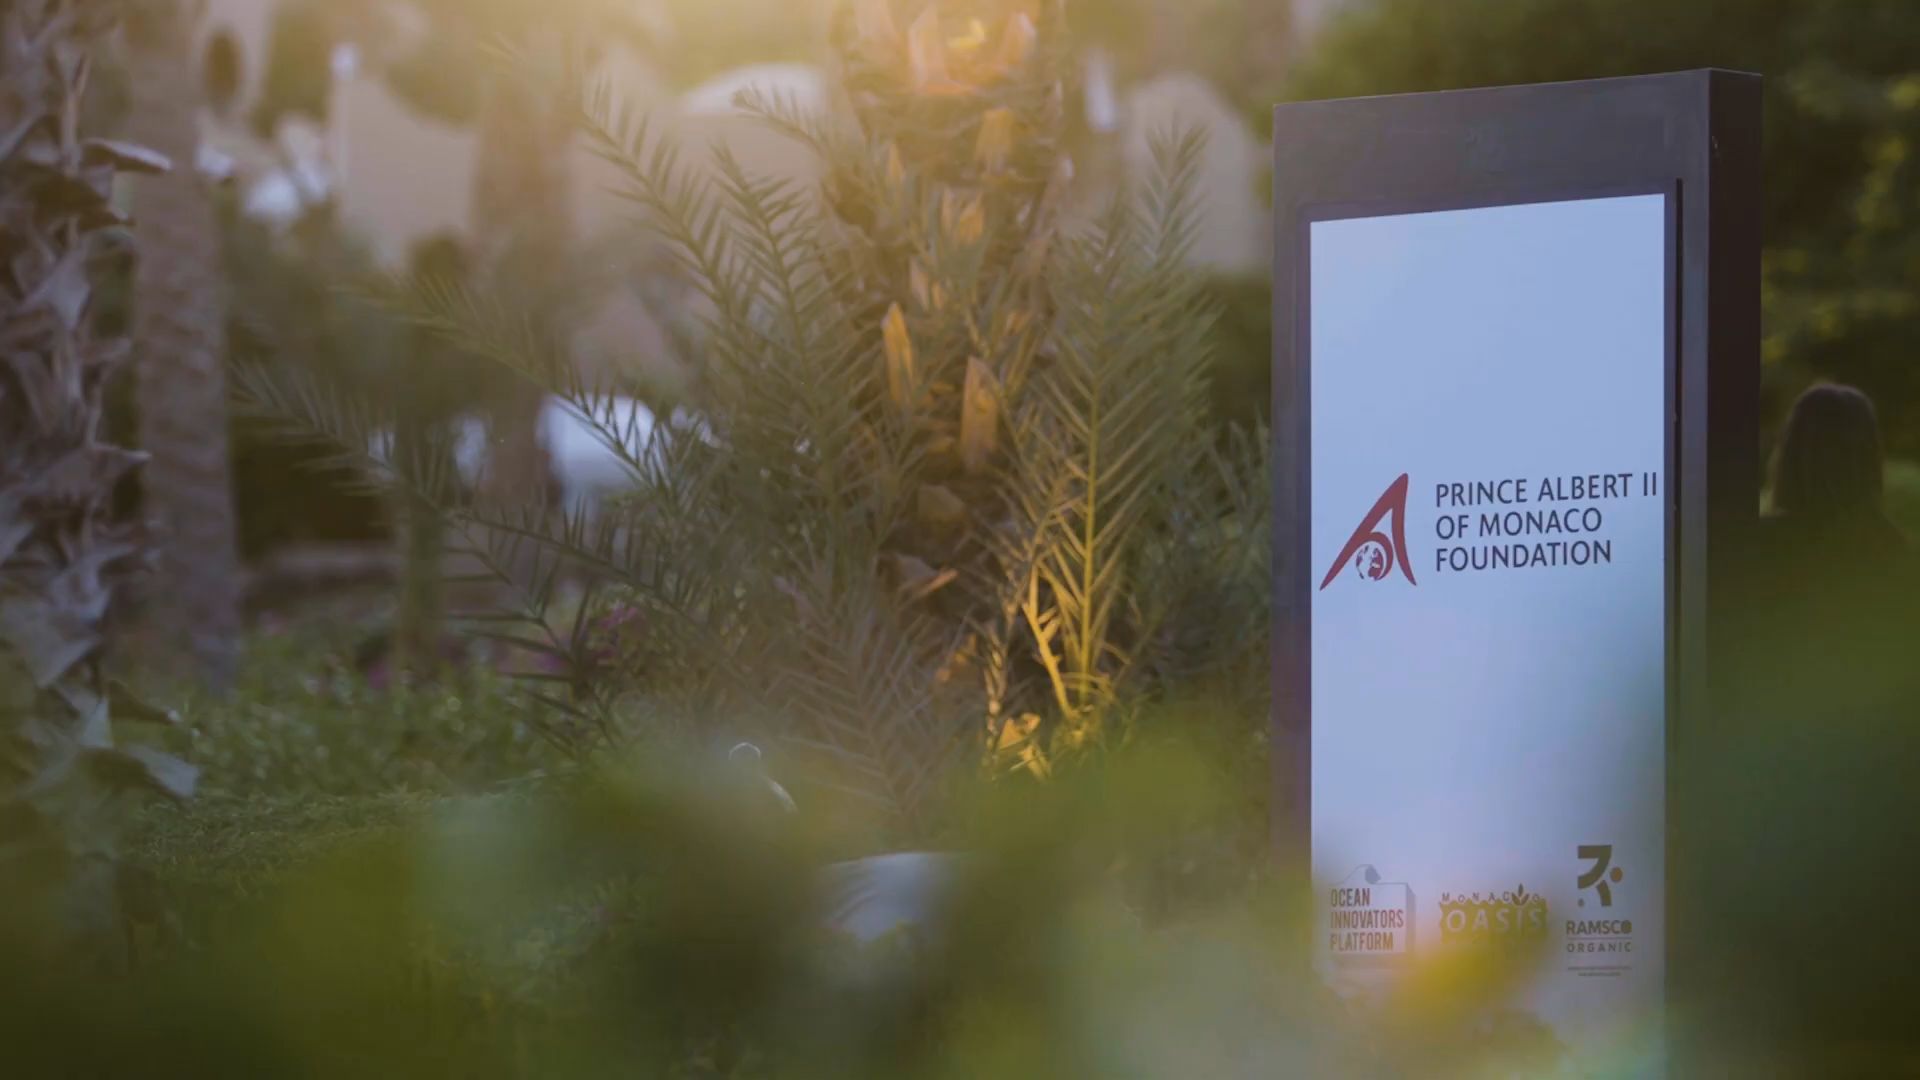 PRINCE ALBERT II
OF MONACO
FOUNDATION
OCEAN
INNOVATORS
PLATFORM
MONACO
OASIS
RAMSCO
ORGANIC